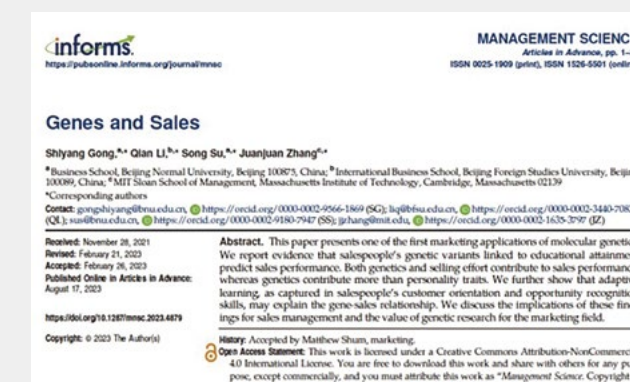 informs.
https://pubsonline.informs.org/journal/mnsc
MANAGEMENT SCIENC
Articles in Advance, pp. 1–
ISSN 0025-1909 (print), ISSN 1526-5501 (onlin
Genes and Sales
Shiyang Gong,a,* Qian Li,b,* Song Su,a,* Juanjuan Zhangc,*
a Business School, Beijing Normal University, Beijing 100875, China; b International Business School, Beijing Foreign Studies University, Beijin
100089, China; c MIT Sloan School of Management, Massachusetts Institute of Technology, Cambridge, Massachusetts 02139
*Corresponding authors
Contact: gongshiyang@bnu.edu.cn, https://orcid.org/0000-0002-9566-1869 (SG); liq@bfsu.edu.cn, https://orcid.org/0000-0002-3440-708
(QL); sus@bnu.edu.cn, https://orcid.org/0000-0002-9180-7947 (SS); jjzhang@mit.edu, https://orcid.org/0000-0002-1635-3797 (JZ)
Received: November 28, 2021
Revised: February 21, 2023
Accepted: February 26, 2023
Published Online in Articles in Advance:
August 17, 2023
https://doi.org/10.1287/mnsc.2023.4879
Copyright: © 2023 The Author(s)
Abstract. This paper presents one of the first marketing applications of molecular genetic
We report evidence that salespeople's genetic variants linked to educational attainme
predict sales performance. Both genetics and selling effort contribute to sales performanc
whereas genetics contribute more than personality traits. We further show that adaptiv
learning, as captured in salespeople's customer orientation and opportunity recognitio
skills, may explain the gene-sales relationship. We discuss the implications of these find
ings for sales management and the value of genetic research for the marketing field.
History: Accepted by Matthew Shum, marketing.
Open Access Statement: This work is licensed under a Creative Commons Attribution-NonCommerc
4.0 International License. You are free to download this work and share with others for any pu
pose, except commercially, and you must attribute this work as "Management Science. Copyright